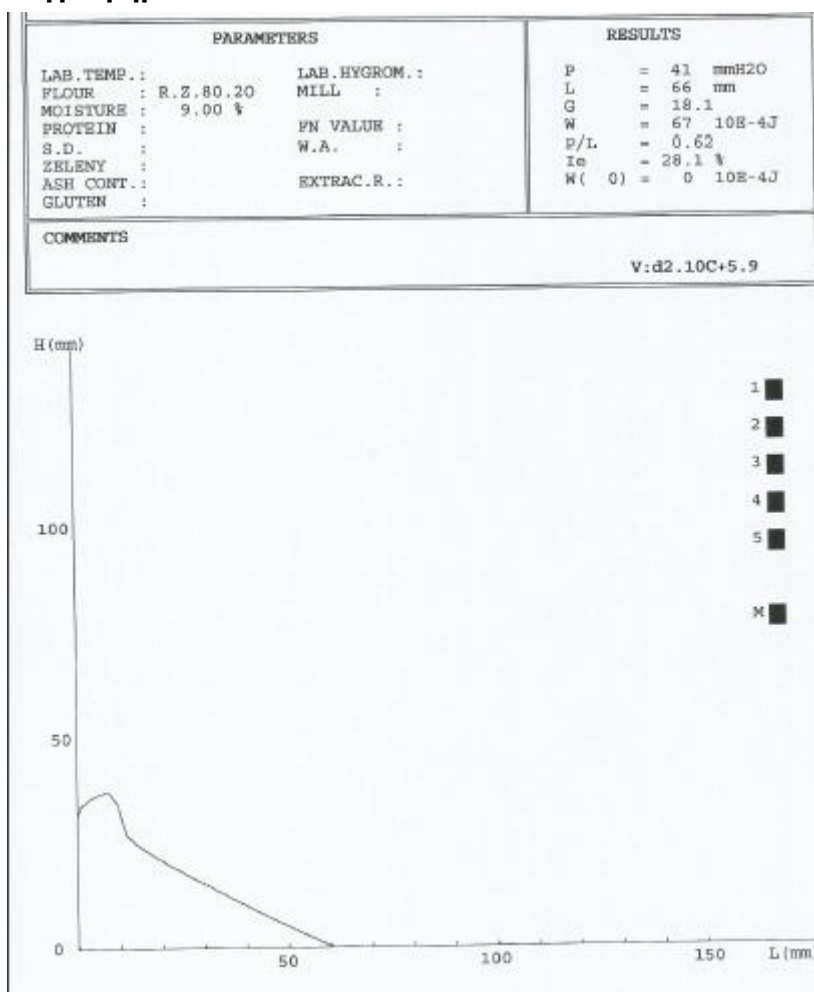 PARAMETERS
LAB.TEMP.: LAB.HYGROM.:
FLOUR : R.Z.80.20 MILL :
MOISTURE : 9.00 %
PROTEIN : FN VALUE :
S.D. : W.A. :
ZELENY :
ASH CONT.: EXTRAC.R.:
GLUTEN :
RESULTS
P = 41 mmH2O
L = 66 mm
G = 18.1
W = 67 10E-4J
P/L = 0.62
Ie = 28.1 %
W( 0) = 0 10E-4J
COMMENTS
V:d2.10C+5.9
H(mm)
1
2
3
4
5
M
100
50
0
50
100
150
L(mm